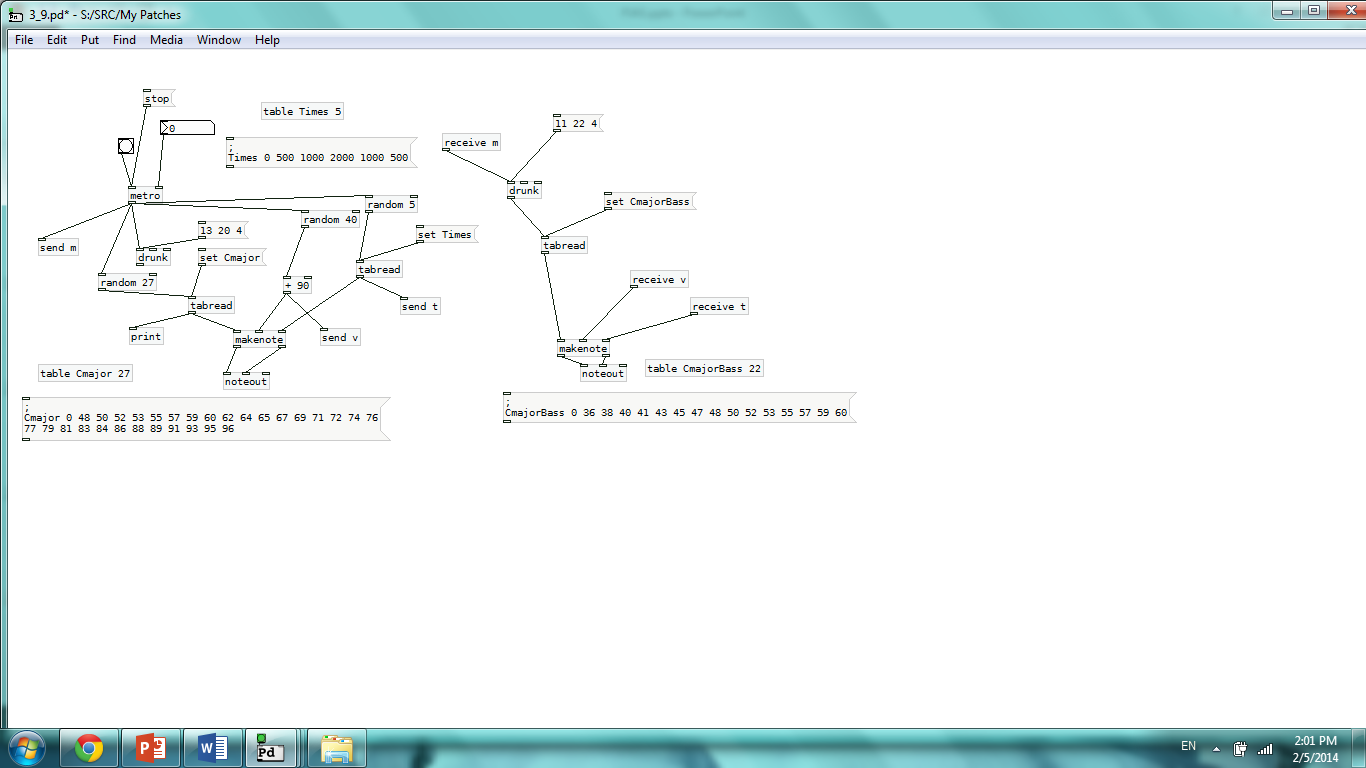 3_9.pd* - S:/SRC/My Patches
File Edit Put Find Media Window Help
stop
table Times 5
0
;
Times 0 500 1000 2000 1000 500
metro
random 5
random 40
13 20 4
set Times
send m
drunk
set Cmajor
tabread
random 27
+ 90
send t
tabread
print
makenote
send v
table Cmajor 27
noteout
;
Cmajor 0 48 50 52 53 55 57 59 60 62 64 65 67 69 71 72 74 76
77 79 81 83 84 86 88 89 91 93 95 96
11 22 4
receive m
drunk
set CmajorBass
tabread
receive v
receive t
makenote
noteout
table CmajorBass 22
;
CmajorBass 0 36 38 40 41 43 45 47 48 50 52 53 55 57 59 60
W
Pd
EN
2:01 PM
2/5/2014